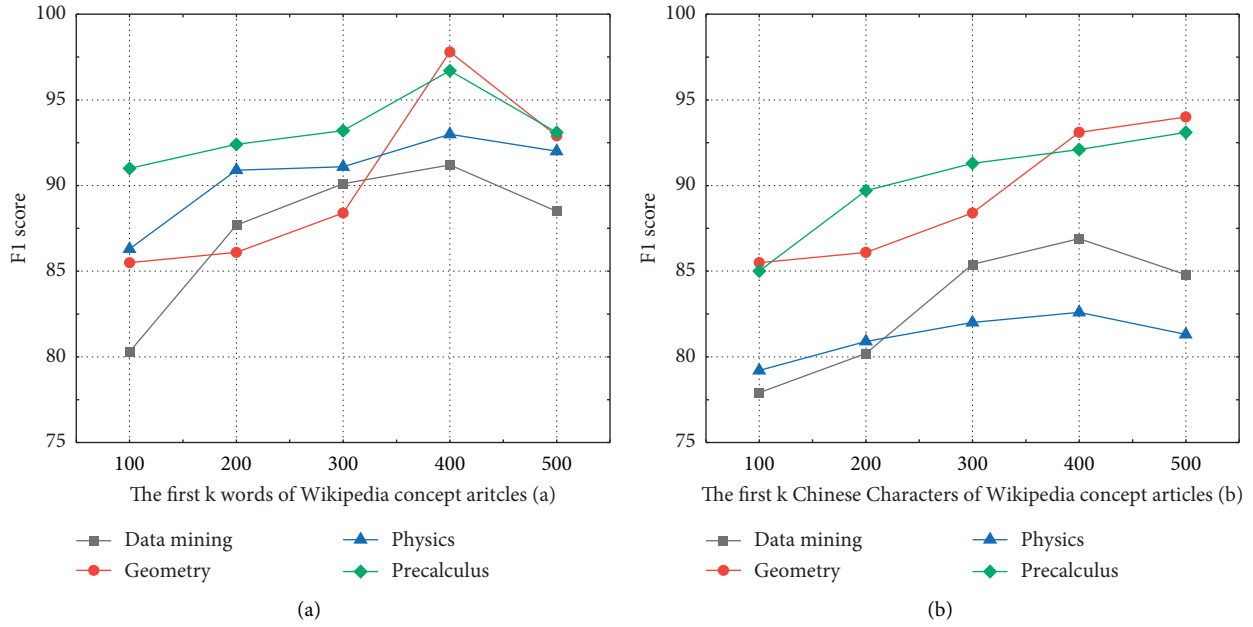 100
95
90
85
80
75
F1 score
100 200 300 400 500
The first k words of Wikipedia concept aritcles (a)
Data mining
Physics
Geometry
Precalculus
(a)
100
95
90
85
80
75
F1 score
100 200 300 400 500
The first k Chinese Characters of Wikipedia concept articles (b)
Data mining
Physics
Geometry
Precalculus
(b)